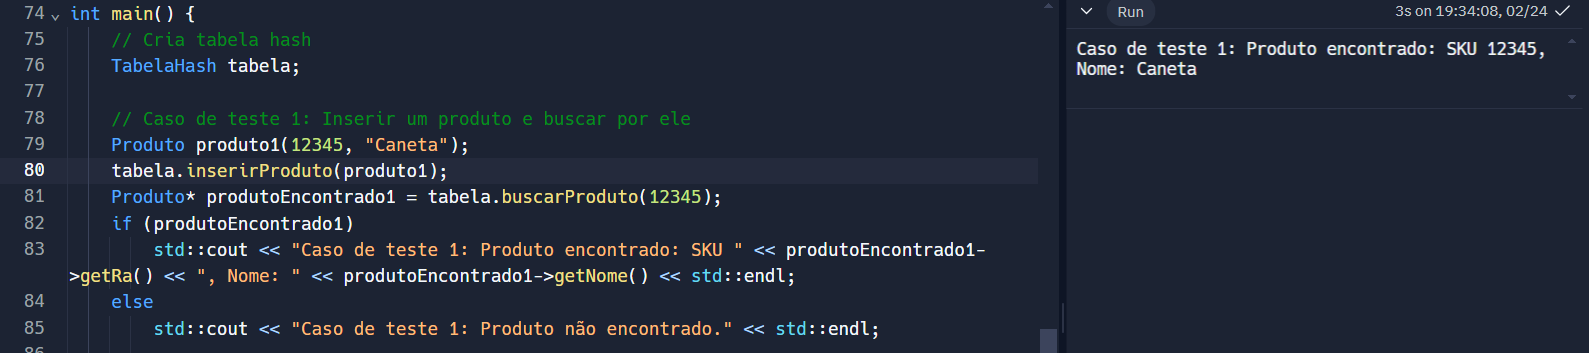 74 int main() {
75 // Cria tabela hash
76 TabelaHash tabela;
77
78 // Caso de teste 1: Inserir um produto e buscar por ele
79 Produto produto1(12345, "Caneta");
80 tabela.inserirProduto(produto1);
81 Produto* produtoEncontrado1 = tabela.buscarProduto(12345);
82 if (produtoEncontrado1)
83 std::cout << "Caso de teste 1: Produto encontrado: SKU " << produtoEncontrado1-
>getRa() << ", Nome: " << produtoEncontrado1->getNome() << std::endl;
84 else
85 std::cout << "Caso de teste 1: Produto não encontrado." << std::endl;
86
Run
3s on 19:34:08, 02/24
Caso de teste 1: Produto encontrado: SKU 12345,
Nome: Caneta